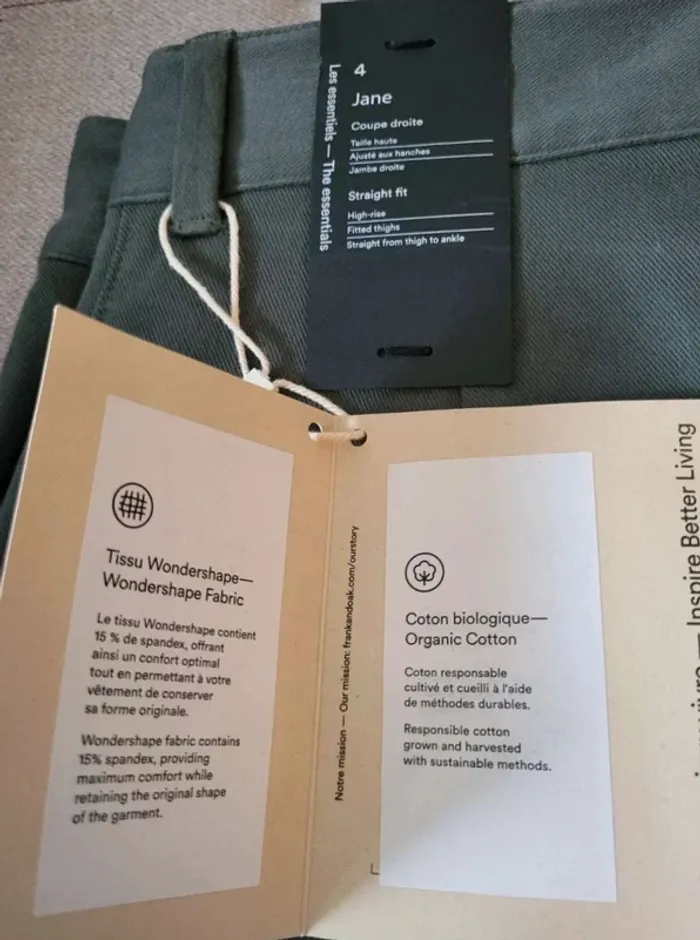 Les essentiels — The essentials
4
Jane
Coupe droite
Taille haute
Ajusté aux hanches
Jambe droite
Straight fit
High-rise
Fitted thighs
Straight from thigh to ankle
Tissu Wondershape—
Wondershape Fabric
Le tissu Wondershape contient
15 % de spandex, offrant
ainsi un confort optimal
tout en permettant à votre
vêtement de conserver
sa forme originale.
Wondershape fabric contains
15% spandex, providing
maximum comfort while
retaining the original shape
of the garment.
Notre mission — Our mission: frankandoak.com/ourstory
Coton biologique—
Organic Cotton
Coton responsable
cultivé et cueilli à l'aide
de méthodes durables.
Responsible cotton
grown and harvested
with sustainable methods.
— Inspire Better Living